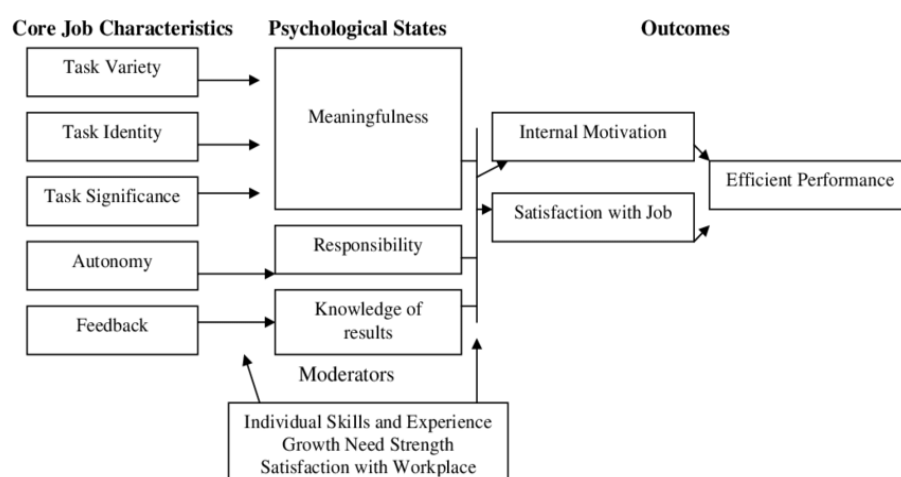 Core Job Characteristics
Psychological States
Outcomes
Task Variety
Task Identity
Task Significance
Autonomy
Feedback
Meaningfulness
Responsibility
Knowledge of
results
Internal Motivation
Satisfaction with Job
Efficient Performance
Moderators
Individual Skills and Experience
Growth Need Strength
Satisfaction with Workplace